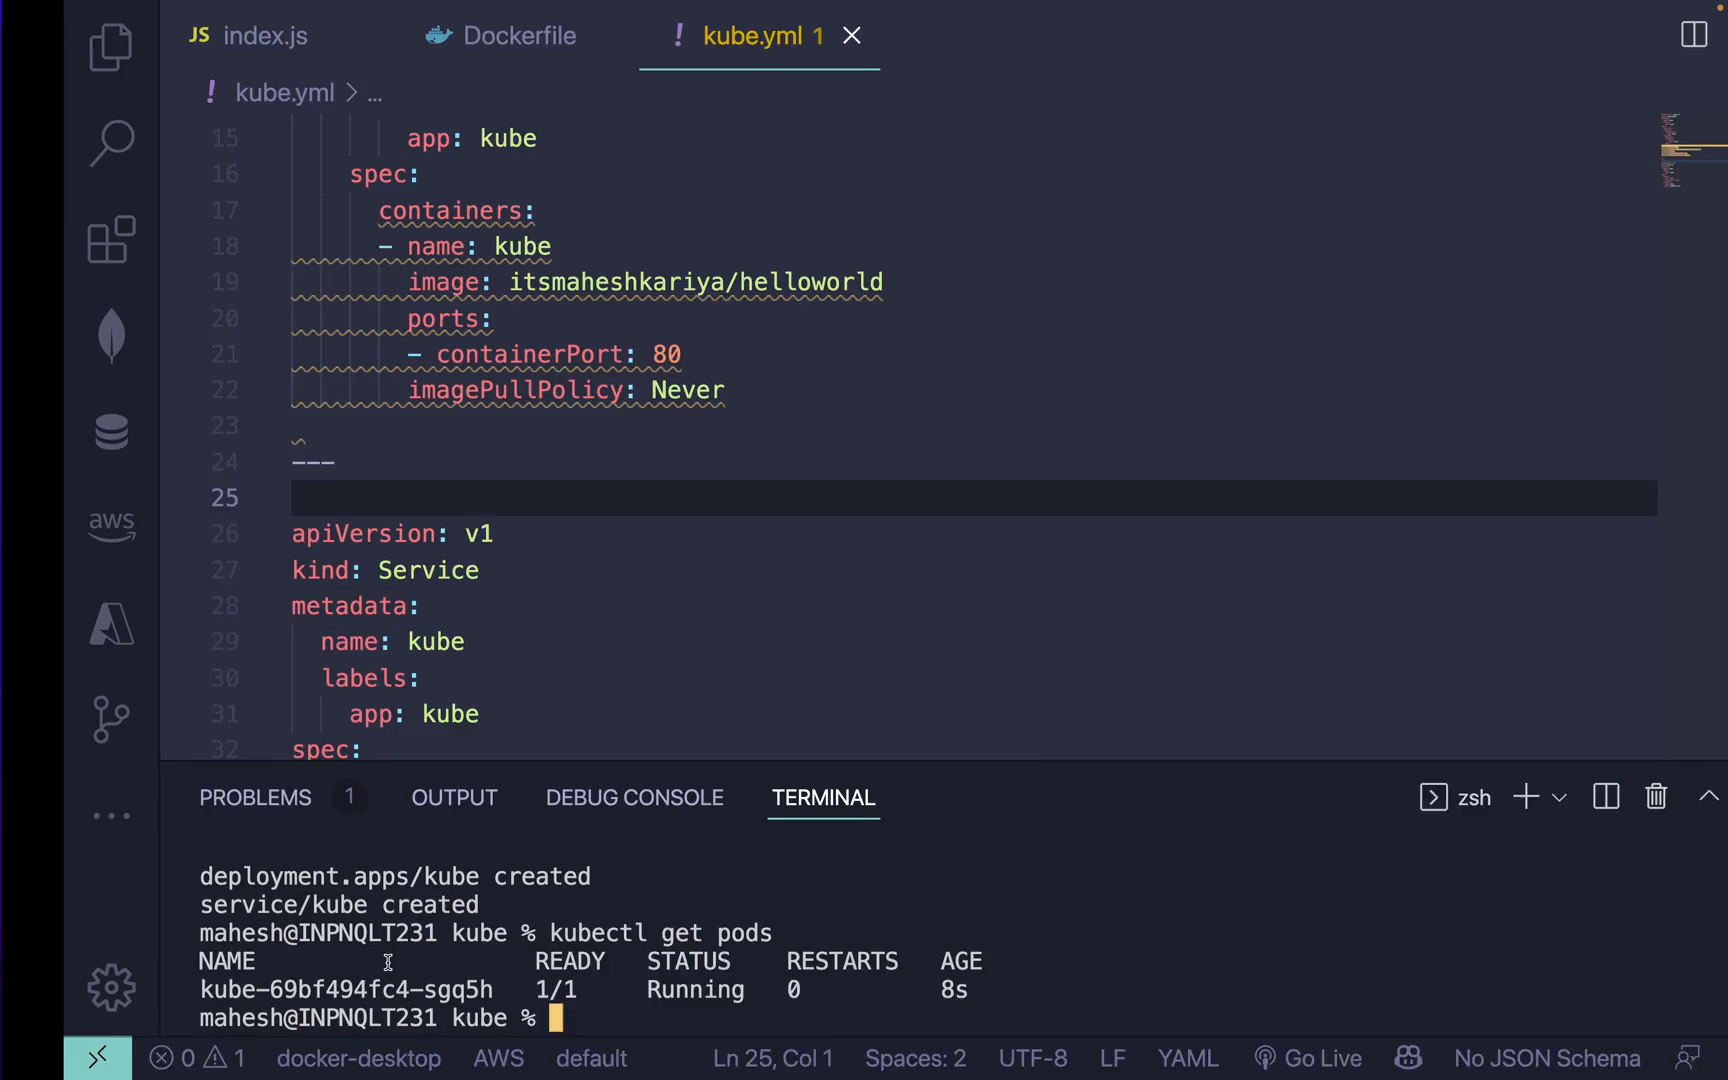 JS index.js
Dockerfile
! kube.yml 1
! kube.yml > ...
15 app: kube
16 spec:
17 containers:
18 - name: kube
19 image: itsmaheshkariya/helloworld
20 ports:
21 - containerPort: 80
22 imagePullPolicy: Never
23
24 ---
25
26 apiVersion: v1
27 kind: Service
28 metadata:
29 name: kube
30 labels:
31 app: kube
32 spec:
aws
PROBLEMS 1 OUTPUT DEBUG CONSOLE TERMINAL zsh
deployment.apps/kube created
service/kube created
mahesh@INPNQLT231 kube % kubectl get pods
NAME READY STATUS RESTARTS AGE
kube-69bf494fc4-sgq5h 1/1 Running 0 8s
mahesh@INPNQLT231 kube %
0 1 docker-desktop AWS default Ln 25, Col 1 Spaces: 2 UTF-8 LF YAML Go Live No JSON Schema